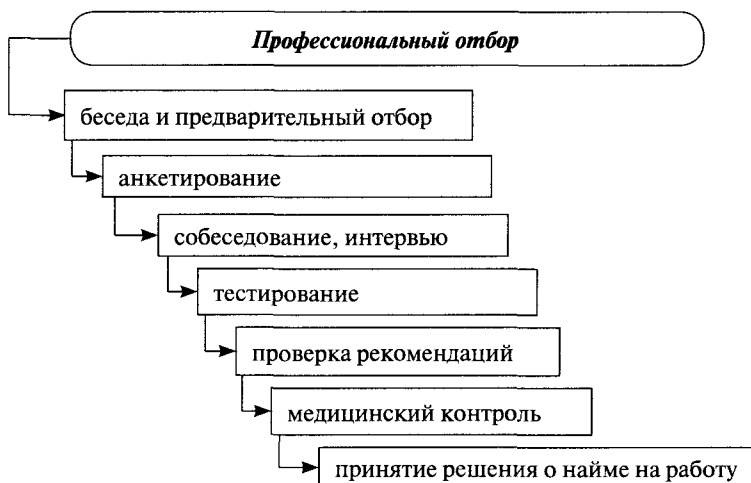 Профессиональный отбор
беседа и предварительный отбор
анкетирование
собеседование, интервью
тестирование
проверка рекомендаций
медицинский контроль
принятие решения о найме на работу